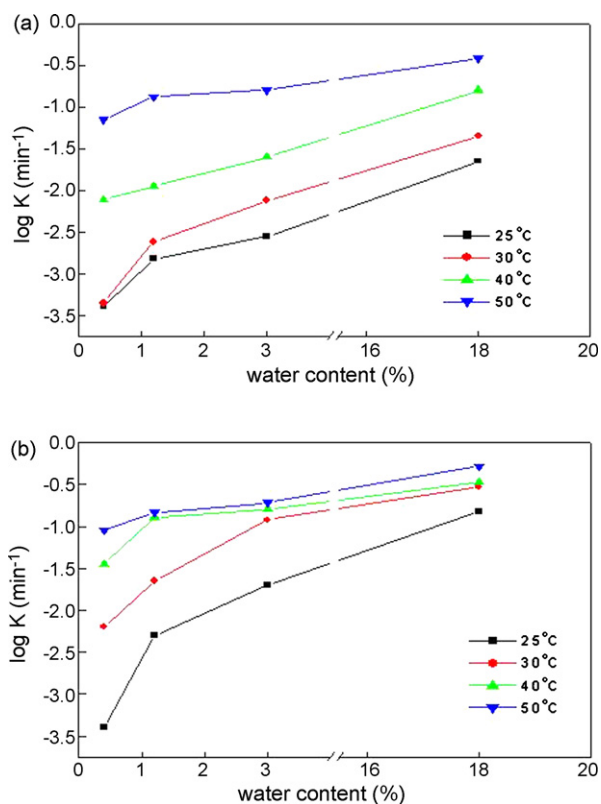 (a)
0.0
-0.5
-1.0
-1.5
-2.0
-2.5
-3.0
-3.5
log K (min-1)
25°C
30°C
40°C
50°C
0 1 2 3 16 18 20
water content (%)
(b)
0.0
-0.5
-1.0
-1.5
-2.0
-2.5
-3.0
-3.5
log K (min-1)
25°C
30°C
40°C
50°C
0 1 2 3 16 18 20
water content (%)